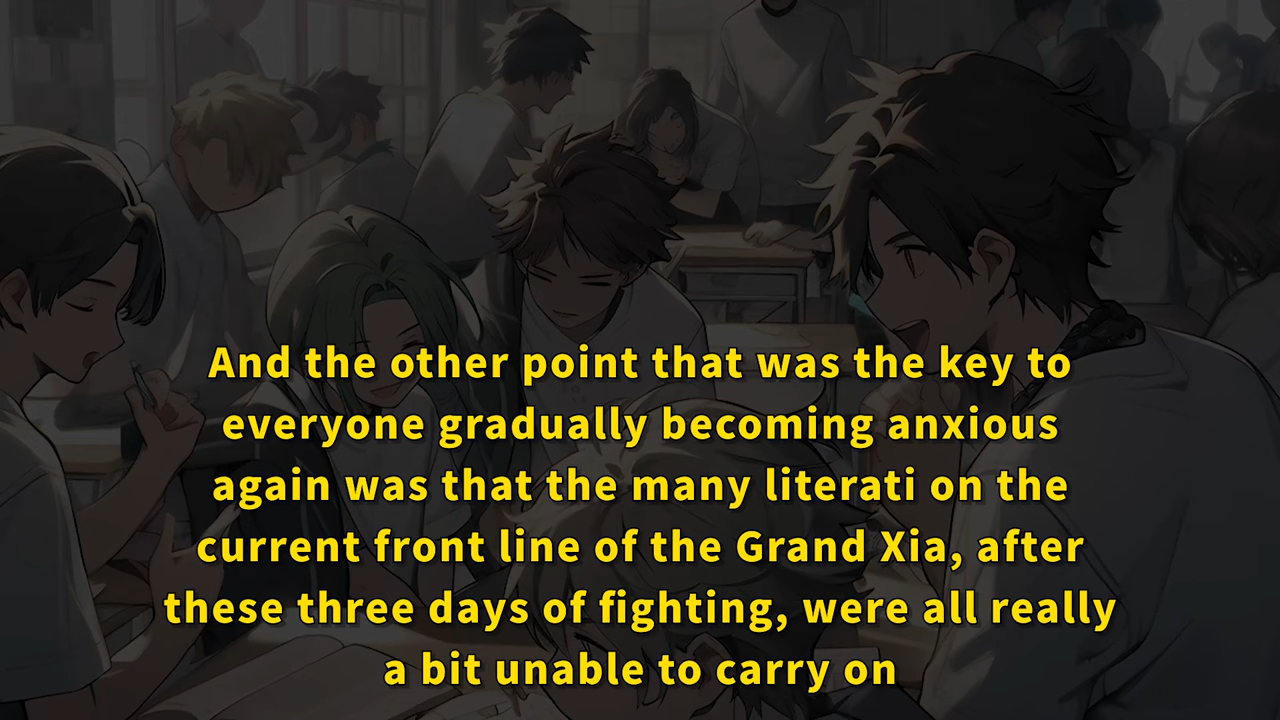 And the other point that was the key to
everyone gradually becoming anxious
again was that the many literati on the
current front line of the Grand Xia, after
these three days of fighting, were all really
a bit unable to carry on